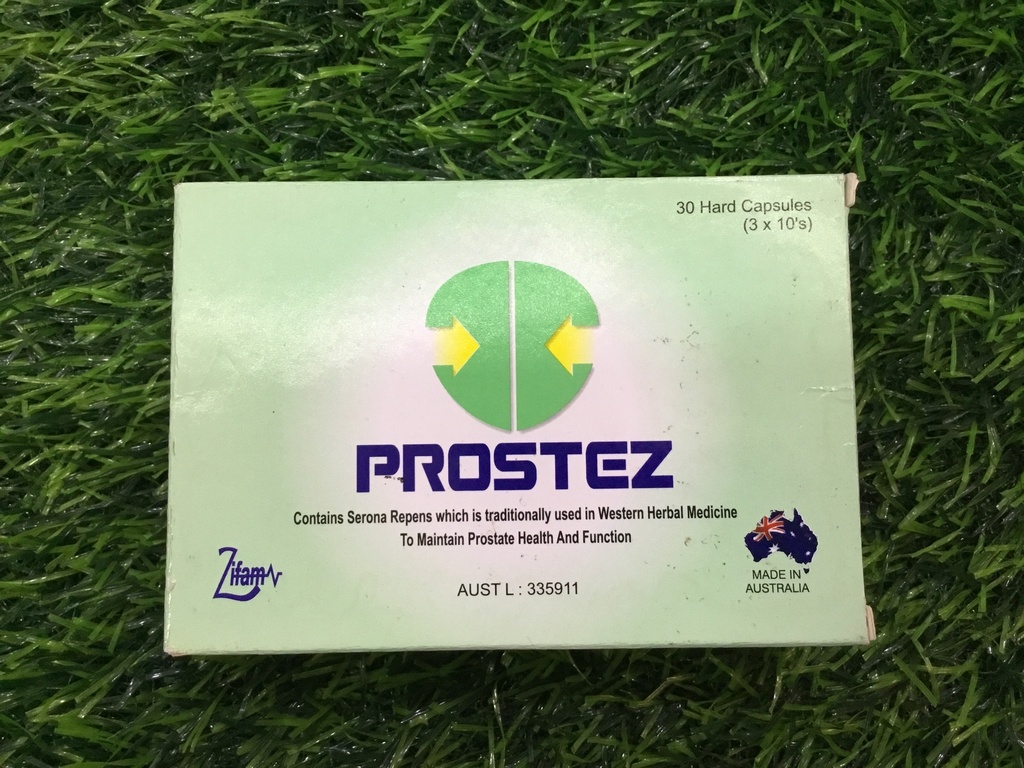 30 Hard Capsules
(3 x 10's)
PROSTEZ
Contains Serona Repens which is traditionally used in Western Herbal Medicine
To Maintain Prostate Health And Function
Zifam
AUST L : 335911
MADE IN
AUSTRALIA